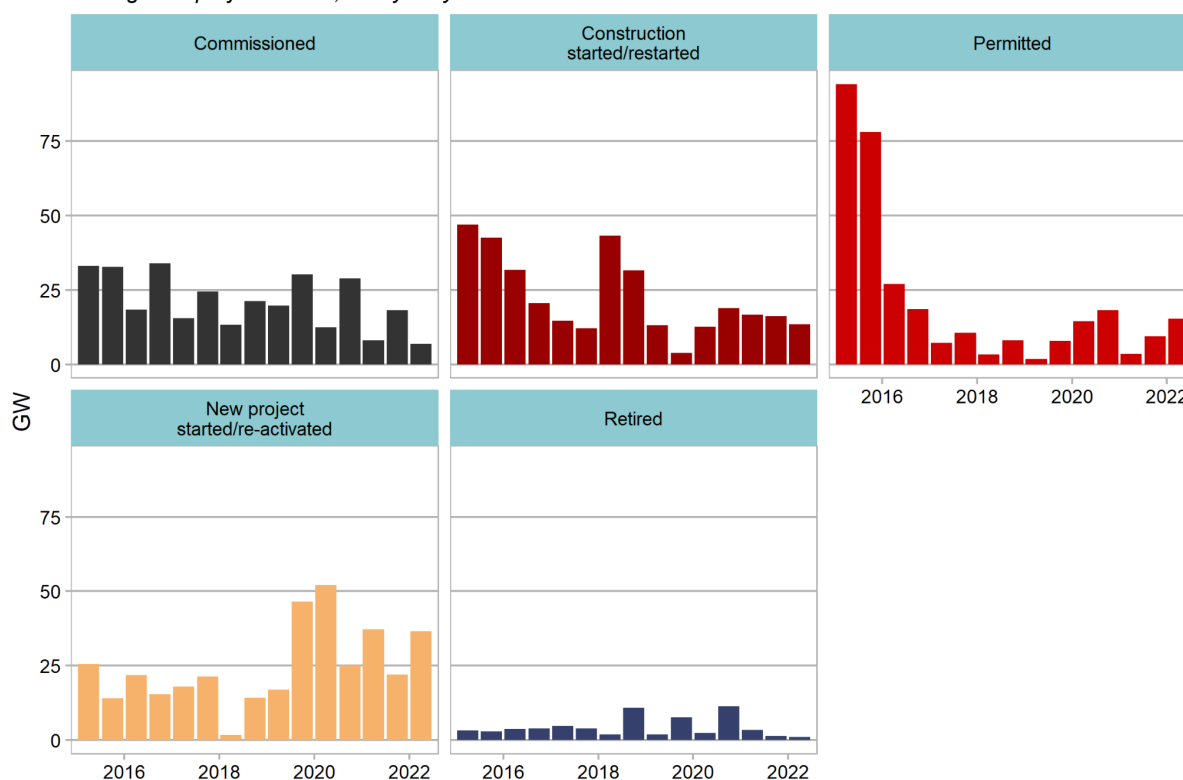 Commissioned
Construction
started/restarted
Permitted
75
50
25
0
2016 2018 2020 2022
GW
New project
started/re-activated
Retired
75
50
25
0
2016 2018 2020 2022
2016 2018 2020 2022